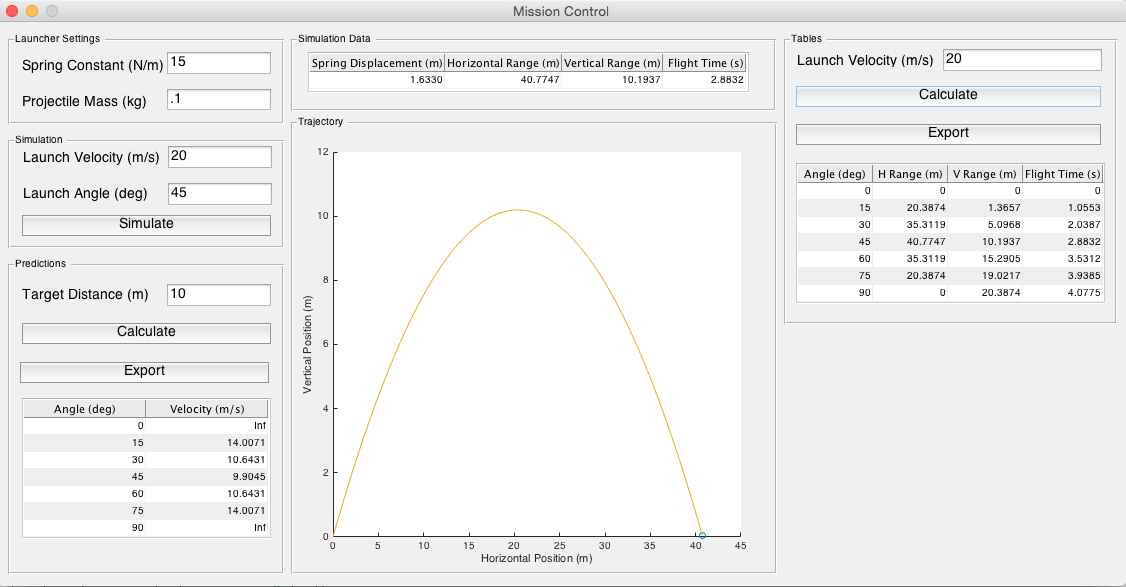 Mission Control
Launcher Settings
Spring Constant (N/m) 15
Projectile Mass (kg) .1
Simulation
Launch Velocity (m/s) 20
Launch Angle (deg) 45
Simulate
Predictions
Target Distance (m) 10
Calculate
Export
Angle (deg) Velocity (m/s)
0 Inf
15 14.0071
30 10.6431
45 9.9045
60 10.6431
75 14.0071
90 Inf
Simulation Data
Spring Displacement (m) Horizontal Range (m) Vertical Range (m) Flight Time (s)
1.6330 40.7747 10.1937 2.8832
Trajectory
12
10
8
6
4
2
0
Vertical Position (m)
0 5 10 15 20 25 30 35 40 45
Horizontal Position (m)
Tables
Launch Velocity (m/s) 20
Calculate
Export
Angle (deg) H Range (m) V Range (m) Flight Time (s)
0 0 0 0
15 20.3874 1.3657 1.0553
30 35.3119 5.0968 2.0387
45 40.7747 10.1937 2.8832
60 35.3119 15.2905 3.5312
75 20.3874 19.0217 3.9385
90 0 20.3874 4.0775